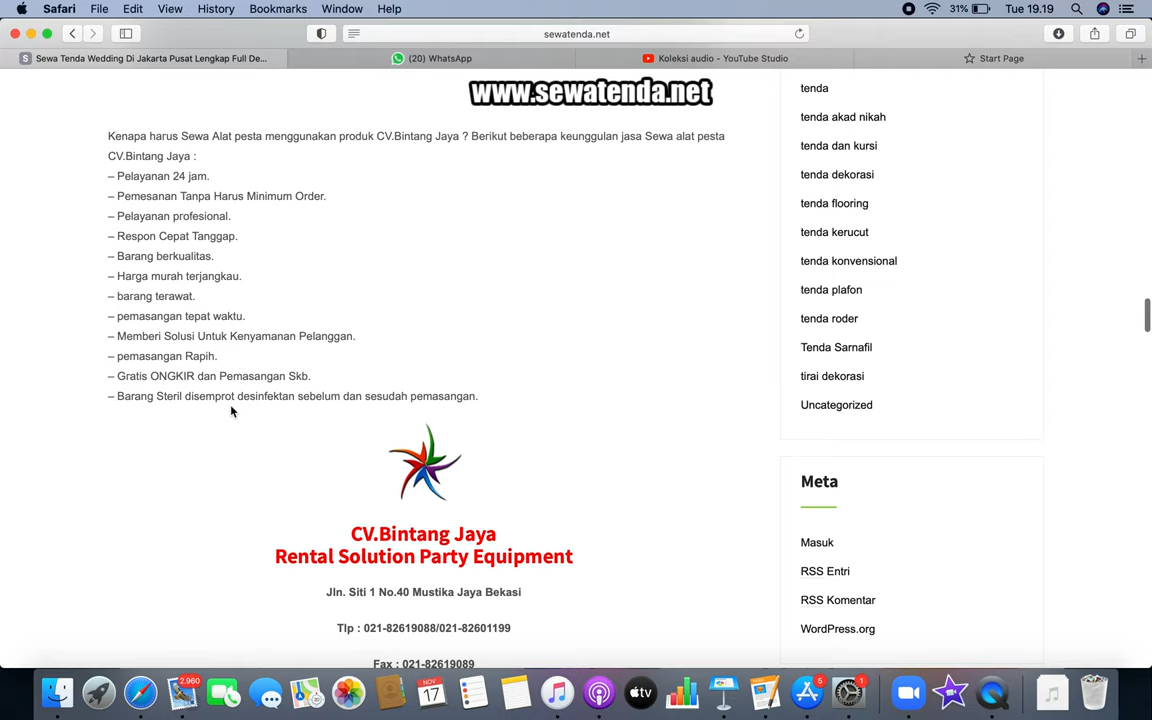 Safari File Edit View History Bookmarks Window Help 31% Tue 19.19
sewatenda.net
S Sewa Tenda Wedding Di Jakarta Pusat Lengkap Full De... (20) WhatsApp Koleksi audio - YouTube Studio Start Page
www.sewatenda.net
Kenapa harus Sewa Alat pesta menggunakan produk CV.Bintang Jaya ? Berikut beberapa keunggulan jasa Sewa alat pesta
CV.Bintang Jaya :
– Pelayanan 24 jam.
– Pemesanan Tanpa Harus Minimum Order.
– Pelayanan profesional.
– Respon Cepat Tanggap.
– Barang berkualitas.
– Harga murah terjangkau.
– barang terawat.
– pemasangan tepat waktu.
– Memberi Solusi Untuk Kenyamanan Pelanggan.
– pemasangan Rapih.
– Gratis ONGKIR dan Pemasangan Skb.
– Barang Steril disemprot desinfektan sebelum dan sesudah pemasangan.
CV.Bintang Jaya
Rental Solution Party Equipment
Jln. Siti 1 No.40 Mustika Jaya Bekasi
Tlp : 021-82619088/021-82601199
Fax : 021-82619089
tenda
tenda akad nikah
tenda dan kursi
tenda dekorasi
tenda flooring
tenda kerucut
tenda konvensional
tenda plafon
tenda roder
Tenda Sarnafil
tirai dekorasi
Uncategorized
Meta
Masuk
RSS Entri
RSS Komentar
WordPress.org
2.960
NOV
17
tv
5
1